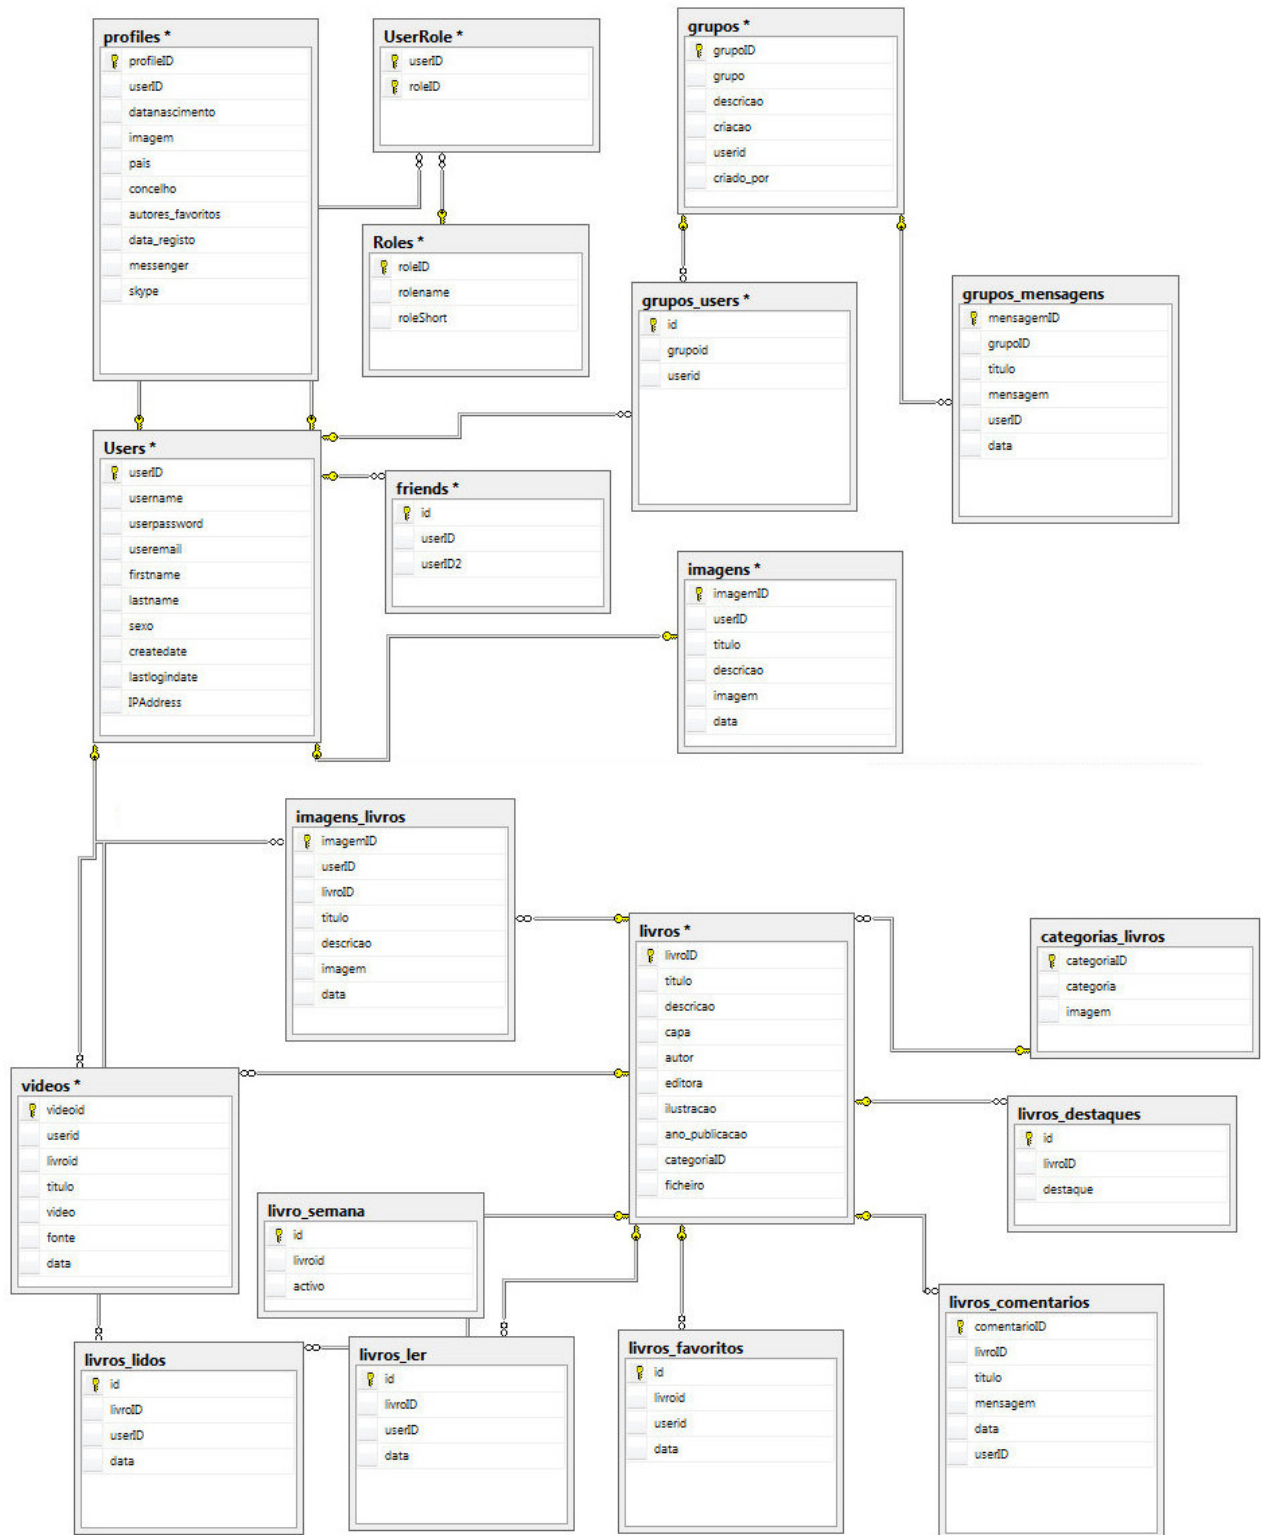 profiles *
profileID
userID
datanascimento
imagem
pais
concelho
autores_favoritos
data_registo
messenger
skype
UserRole *
userID
roleID
Roles *
roleID
rolename
roleShort
grupos *
grupoID
grupo
descricao
criacao
userid
criado_por
grupos_users *
id
grupoid
userid
grupos_mensagens
mensagemID
grupoID
titulo
mensagem
userID
data
Users *
userID
username
userpassword
useremail
firstname
lastname
sexo
createdate
lastlogindate
IPAddress
friends *
id
userID
userID2
imagens *
imagemID
userID
titulo
descricao
imagem
data
imagens_livros
imagemID
userID
livroID
titulo
descricao
imagem
data
livros *
livroID
titulo
descricao
capa
autor
editora
ilustracao
ano_publicacao
categoriaID
ficheiro
categorias_livros
categoriaID
categoria
imagem
videos *
videoid
userid
livroid
titulo
video
fonte
data
livros_destaques
id
livroID
destaque
livro_semana
id
livroid
activo
livros_lidos
id
livroID
userID
data
livros_ler
id
livroID
userID
data
livros_favoritos
id
livroid
userid
data
livros_comentarios
comentarioID
livroID
titulo
mensagem
data
userID